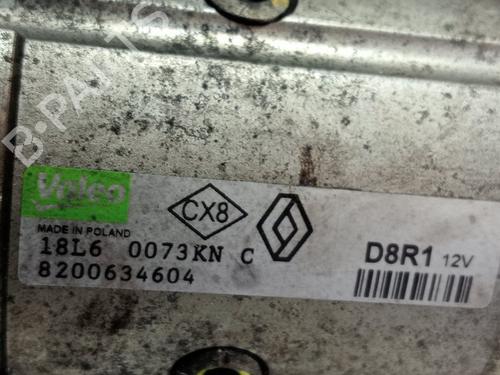 B-PARTS
Valeo
CX8
MADE IN POLAND
18L6 0073KN C
8200634604
D8R1 12V